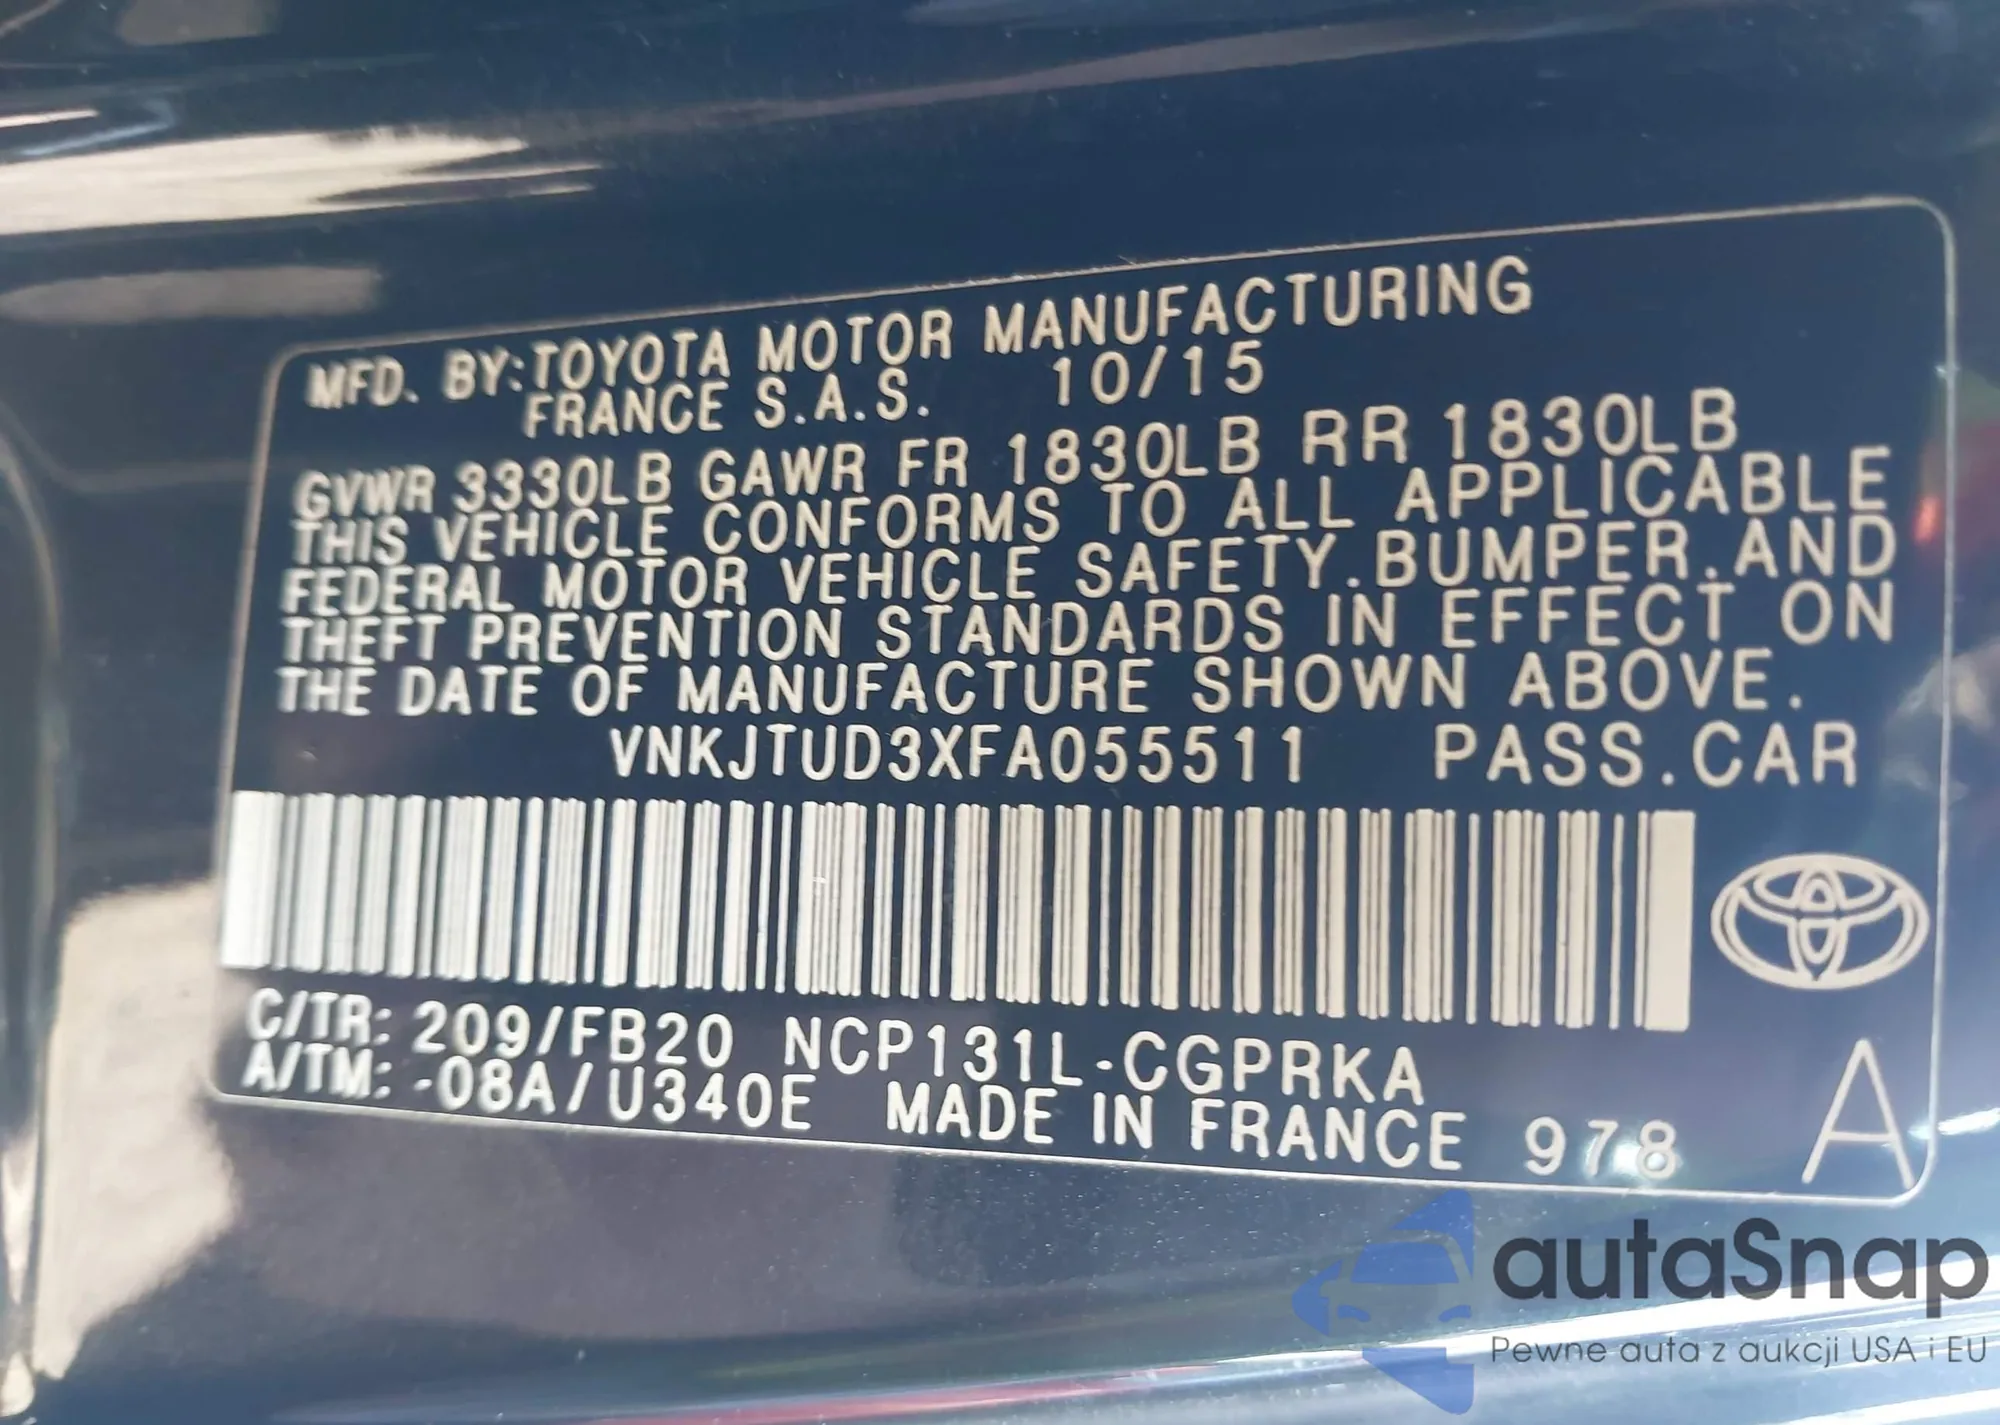 MFD. BY:TOYOTA MOTOR MANUFACTURING
FRANCE S.A.S. 10/15
GVWR 3330LB GAWR FR 1830LB RR 1830LB
THIS VEHICLE CONFORMS TO ALL APPLICABLE
FEDERAL MOTOR VEHICLE SAFETY.BUMPER.AND
THEFT PREVENTION STANDARDS IN EFFECT ON
THE DATE OF MANUFACTURE SHOWN ABOVE.
VNKJTUD3XFA055511 PASS.CAR
C/TR: 209/FB20 NCP131L-CGPRKA
A/TM: -08A/U340E MADE IN FRANCE 978 A
autaSnap
Pewne auta z aukcji USA i EU